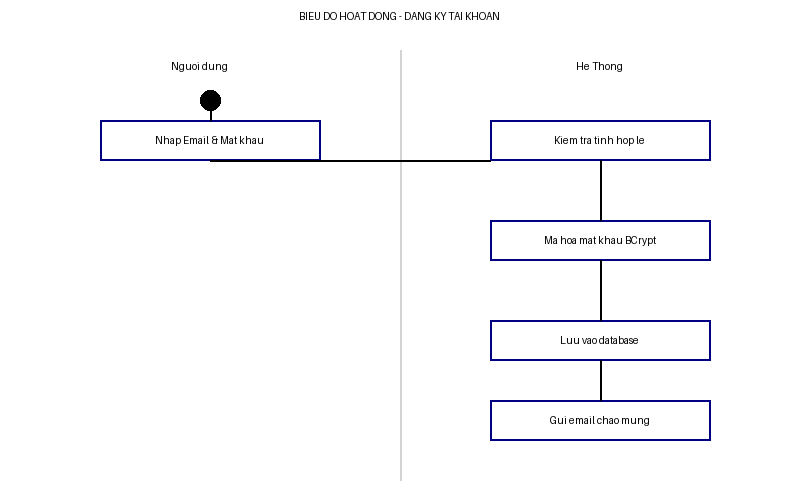 BIEU DO HOAT DONG - DANG KY TAI KHOAN
Nguoi dung
He Thong
Nhap Email & Mat khau
Kiem tra tinh hop le
Ma hoa mat khau BCrypt
Luu vao database
Gui email chao mung